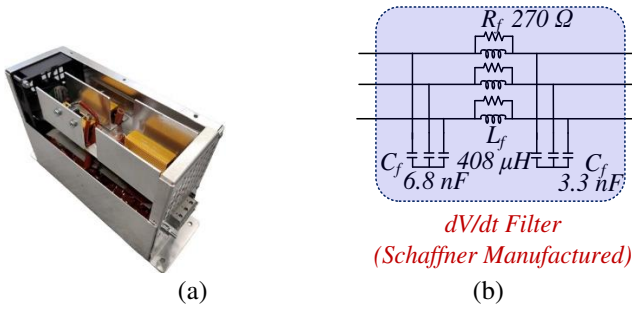 R_f 270 Ω
L_f
C_f 408 μH C_f
6.8 nF 3.3 nF
dV/dt Filter
(Schaffner Manufactured)
(a) (b)